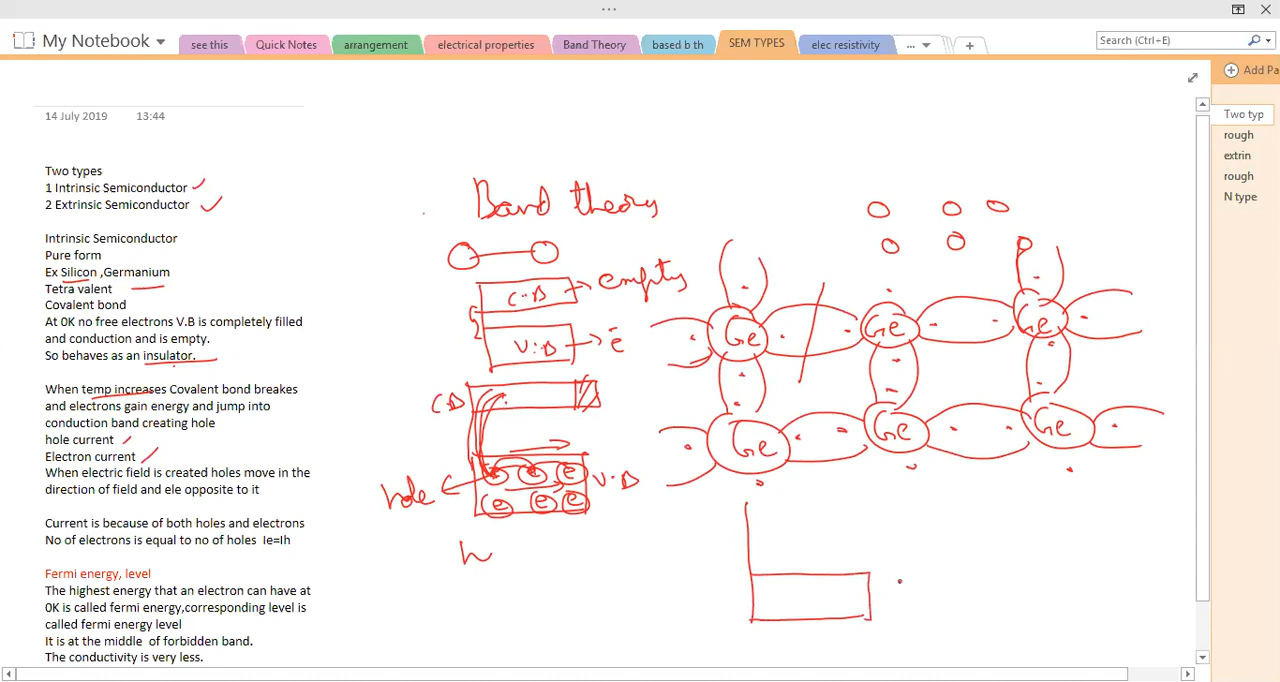 My Notebook
see this
Quick Notes
arrangement
electrical properties
Band Theory
based b th
SEM TYPES
elec resistivity
...
Search (Ctrl+E)
Add Pa
Two typ
rough
extrin
rough
N type
14 July 2019 13:44
Two types
1 Intrinsic Semiconductor
2 Extrinsic Semiconductor
Intrinsic Semiconductor
Pure form
Ex Silicon ,Germanium
Tetra valent
Covalent bond
At 0K no free electrons V.B is completely filled
and conduction and is empty.
So behaves as an insulator.
When temp increases Covalent bond breakes
and electrons gain energy and jump into
conduction band creating hole
hole current
Electron current
When electric field is created holes move in the
direction of field and ele opposite to it
Current is because of both holes and electrons
No of electrons is equal to no of holes Ie=Ih
Fermi energy, level
The highest energy that an electron can have at
0K is called fermi energy,corresponding level is
called fermi energy level
It is at the middle of forbidden band.
The conductivity is very less.
Band theory
C.B empty
V.B e
CB
e e e V.B
hole
e e e
h
Ge Ge Ge
Ge Ge Ge